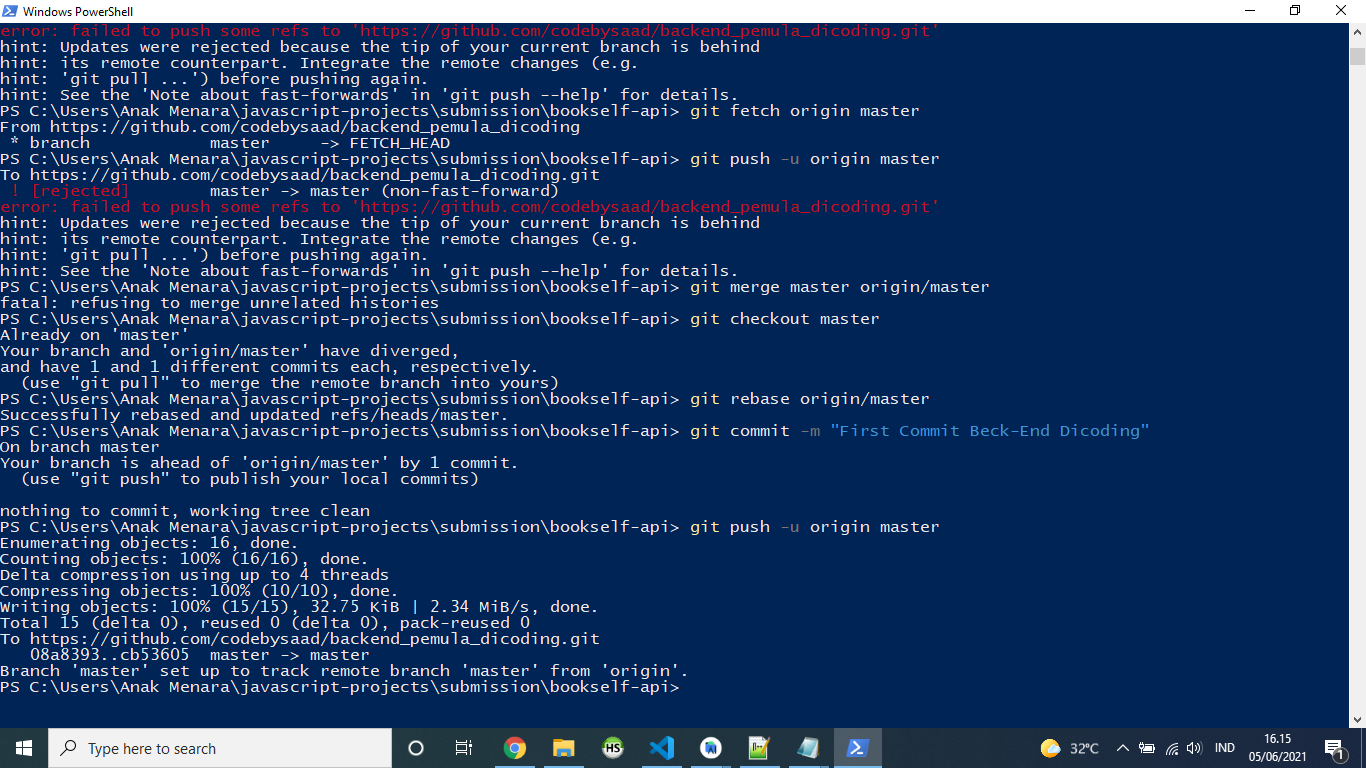 Windows PowerShell
error: failed to push some refs to 'https://github.com/codebysaad/backend_pemula_dicoding.git'
hint: Updates were rejected because the tip of your current branch is behind
hint: its remote counterpart. Integrate the remote changes (e.g.
hint: 'git pull ...') before pushing again.
hint: See the 'Note about fast-forwards' in 'git push --help' for details.
PS C:\Users\Anak Menara\javascript-projects\submission\bookself-api> git fetch origin master
From https://github.com/codebysaad/backend_pemula_dicoding
 * branch            master     -> FETCH_HEAD
PS C:\Users\Anak Menara\javascript-projects\submission\bookself-api> git push -u origin master
To https://github.com/codebysaad/backend_pemula_dicoding.git
 ! [rejected]        master -> master (non-fast-forward)
error: failed to push some refs to 'https://github.com/codebysaad/backend_pemula_dicoding.git'
hint: Updates were rejected because the tip of your current branch is behind
hint: its remote counterpart. Integrate the remote changes (e.g.
hint: 'git pull ...') before pushing again.
hint: See the 'Note about fast-forwards' in 'git push --help' for details.
PS C:\Users\Anak Menara\javascript-projects\submission\bookself-api> git merge master origin/master
fatal: refusing to merge unrelated histories
PS C:\Users\Anak Menara\javascript-projects\submission\bookself-api> git checkout master
Already on 'master'
Your branch and 'origin/master' have diverged,
and have 1 and 1 different commits each, respectively.
  (use "git pull" to merge the remote branch into yours)
PS C:\Users\Anak Menara\javascript-projects\submission\bookself-api> git rebase origin/master
Successfully rebased and updated refs/heads/master.
PS C:\Users\Anak Menara\javascript-projects\submission\bookself-api> git commit -m "First Commit Beck-End Dicoding"
On branch master
Your branch is ahead of 'origin/master' by 1 commit.
  (use "git push" to publish your local commits)

nothing to commit, working tree clean
PS C:\Users\Anak Menara\javascript-projects\submission\bookself-api> git push -u origin master
Enumerating objects: 16, done.
Counting objects: 100% (16/16), done.
Delta compression using up to 4 threads
Compressing objects: 100% (10/10), done.
Writing objects: 100% (15/15), 32.75 KiB | 2.34 MiB/s, done.
Total 15 (delta 0), reused 0 (delta 0), pack-reused 0
To https://github.com/codebysaad/backend_pemula_dicoding.git
   08a8393..cb53605  master -> master
Branch 'master' set up to track remote branch 'master' from 'origin'.
PS C:\Users\Anak Menara\javascript-projects\submission\bookself-api>
Type here to search
HS
32°C
IND
16.15
05/06/2021
1